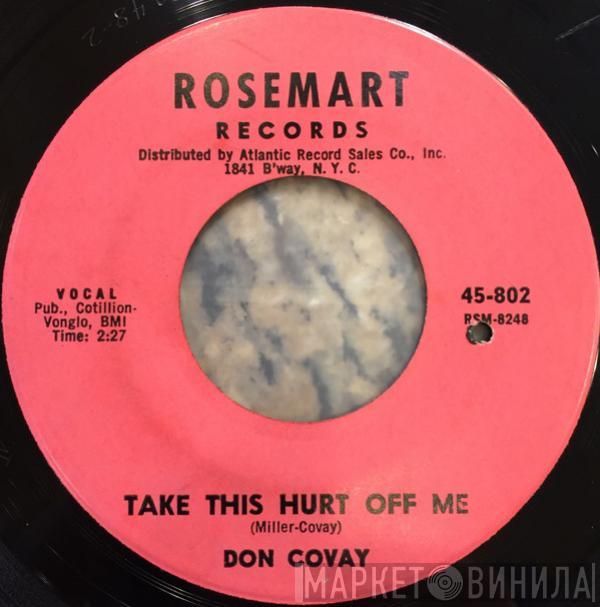 ROSEMART
RECORDS
Distributed by Atlantic Record Sales Co., Inc.
1841 B'way, N.Y.C.
VOCAL
Pub., Cotillion-
Vonglo, BMI
Time: 2:27
45-802
RSM-8248
TAKE THIS HURT OFF ME
(Miller-Covay)
DON COVAY
МАРКЕТ ВИНИЛА